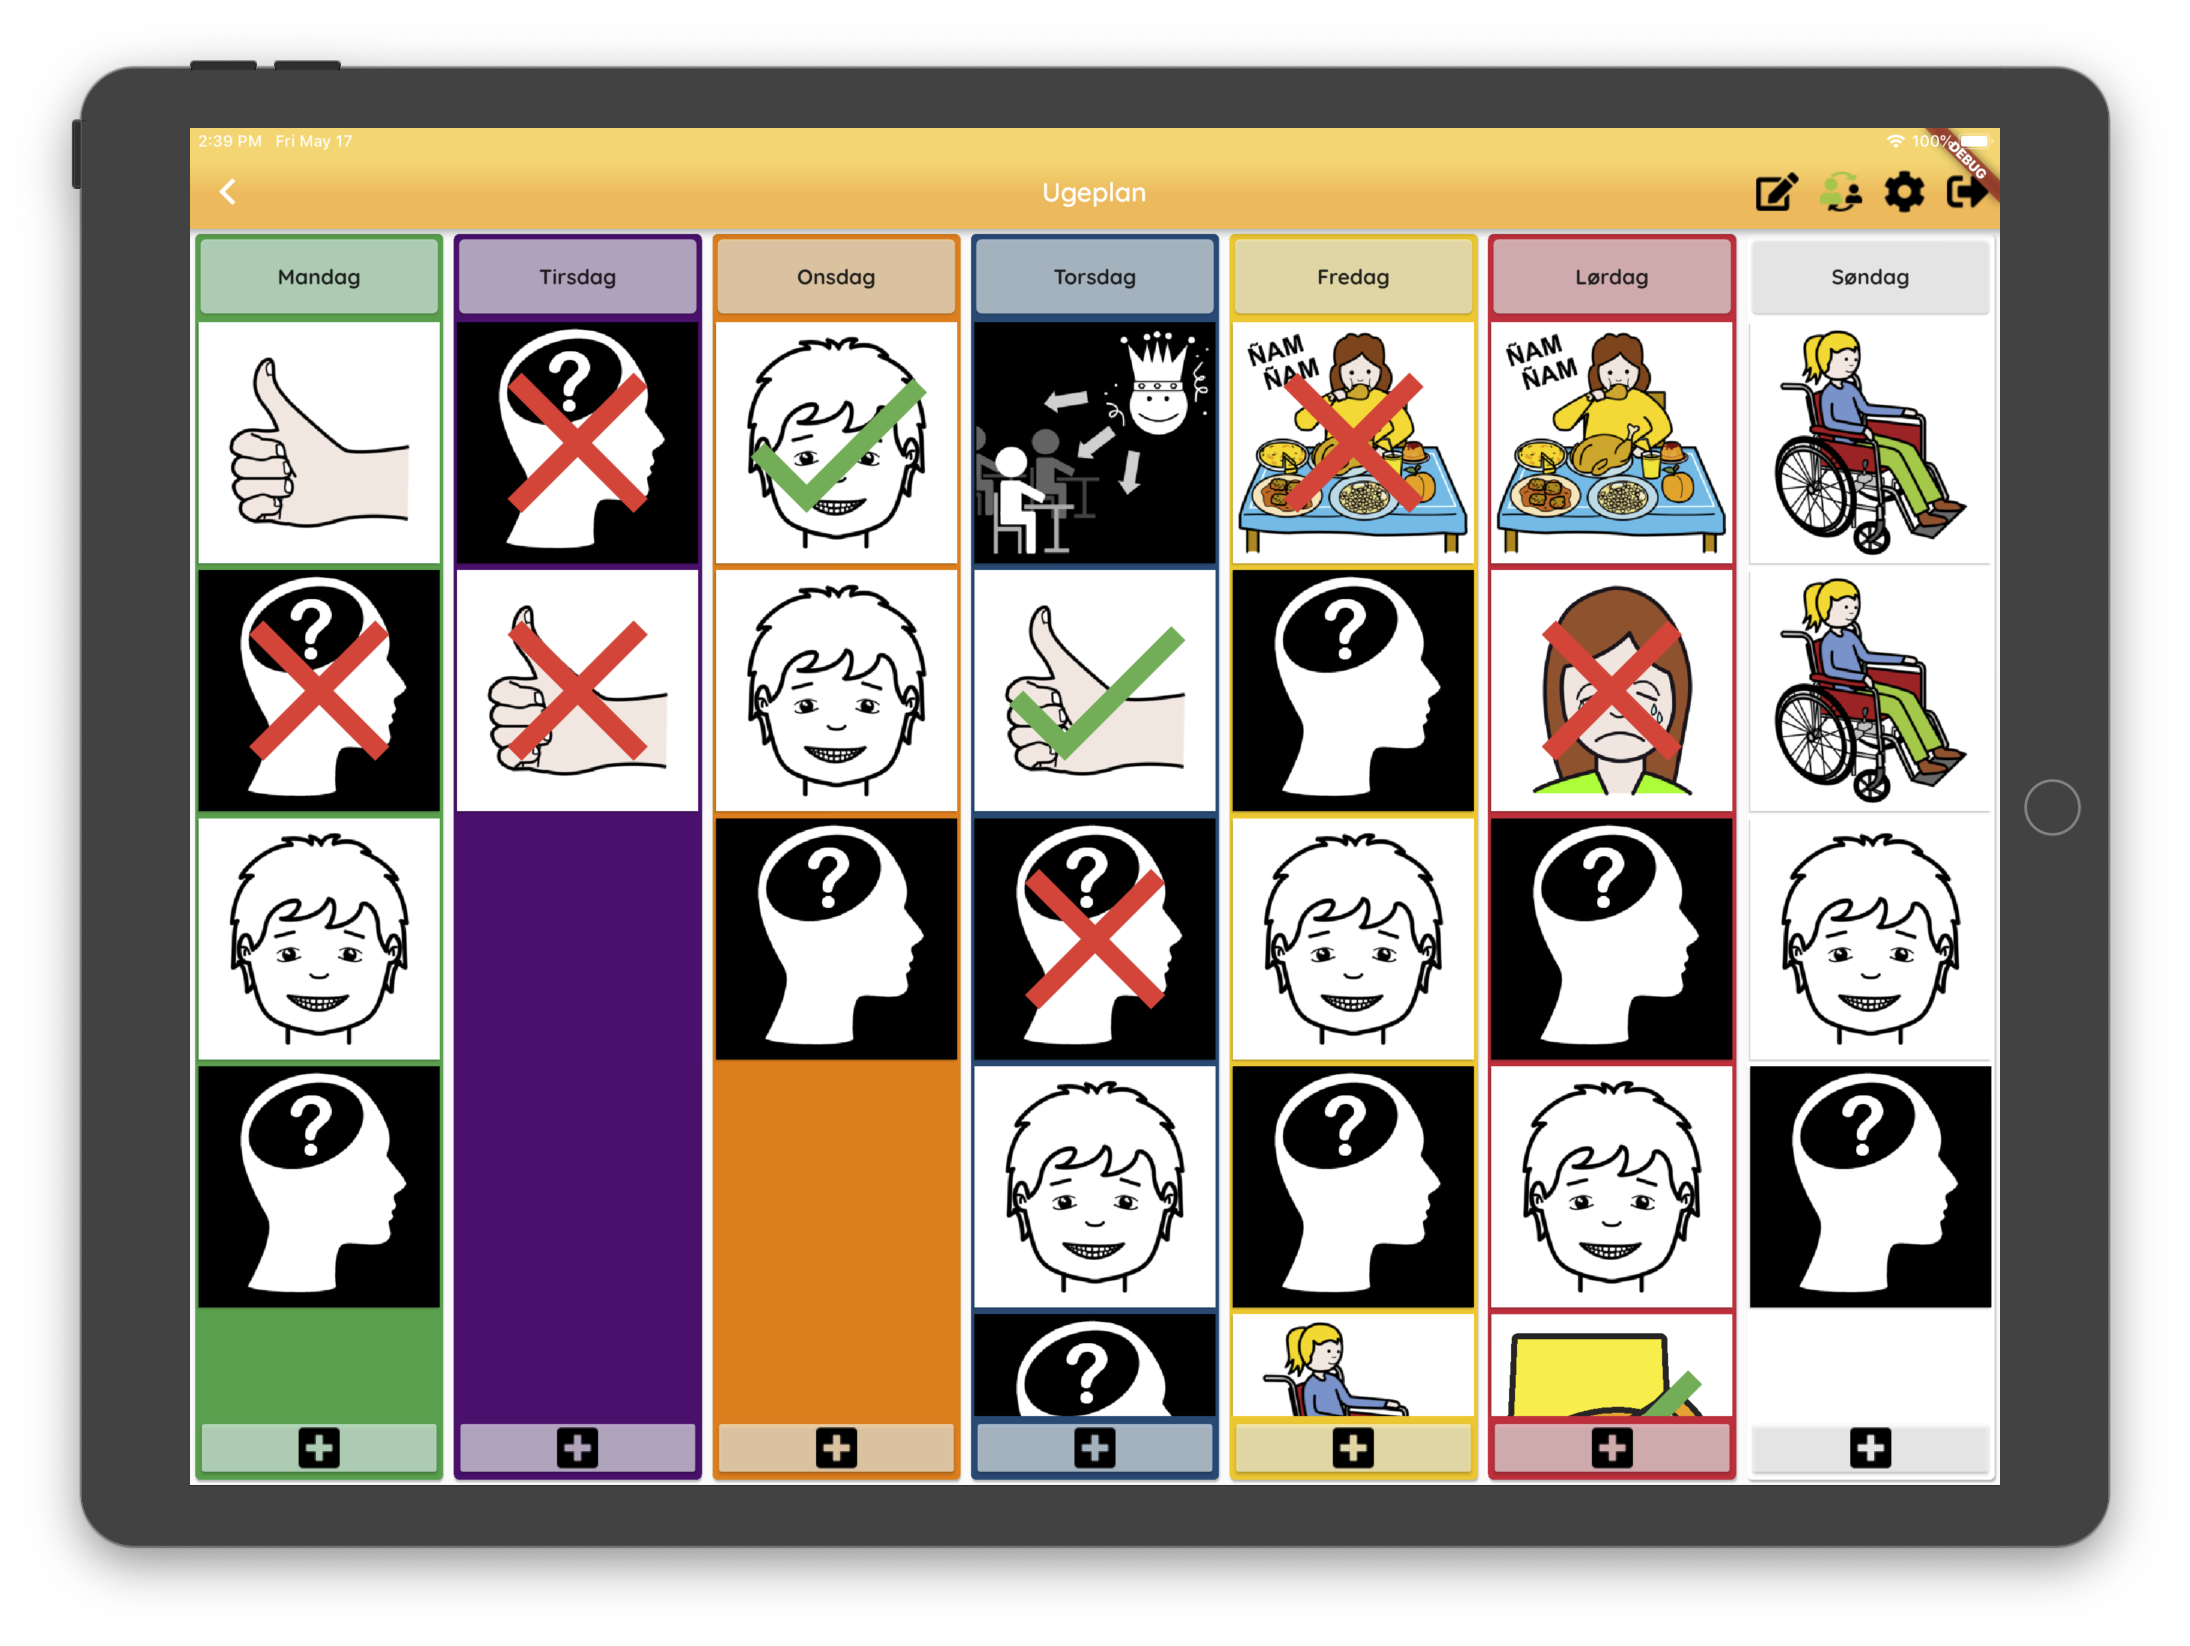 2:39 PM Fri May 17
100%
DEBUG
Ugeplan
Mandag
Tirsdag
Onsdag
Torsdag
Fredag
Lørdag
Søndag
?
ÑAM
ÑAM
ÑAM
ÑAM
?
?
?
?
?
?
?
?
?
?